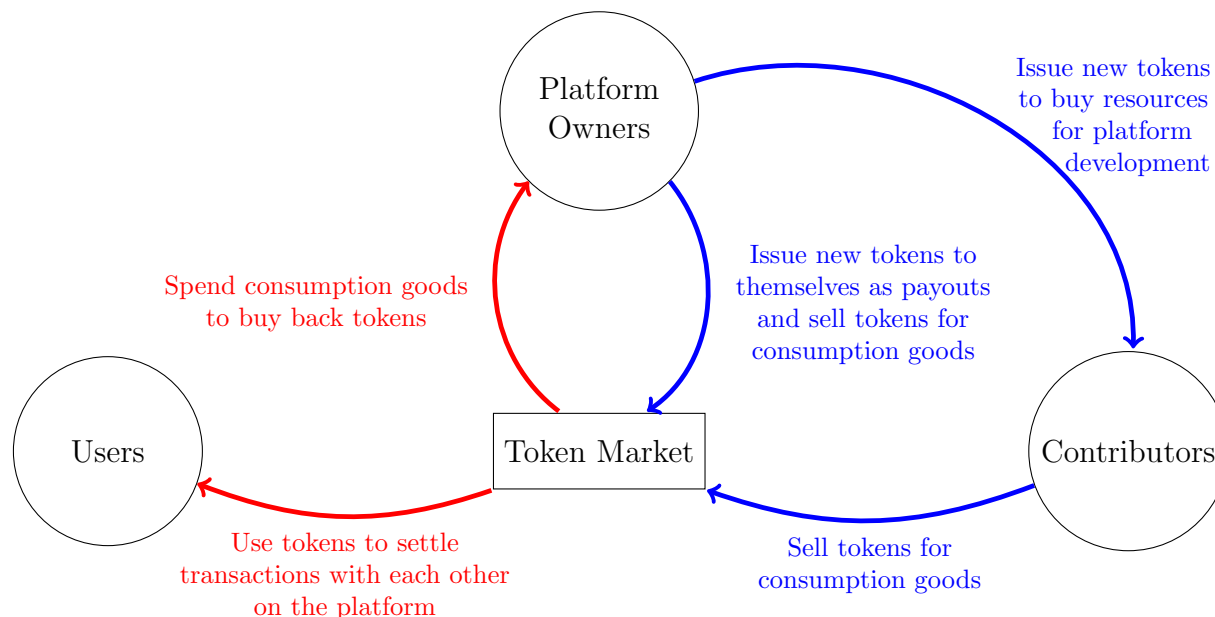 Platform
Owners
Issue new tokens
to buy resources
for platform
development
Spend consumption goods
to buy back tokens
Issue new tokens to
themselves as payouts
and sell tokens for
consumption goods
Users
Token Market
Contributors
Use tokens to settle
transactions with each other
on the platform
Sell tokens for
consumption goods